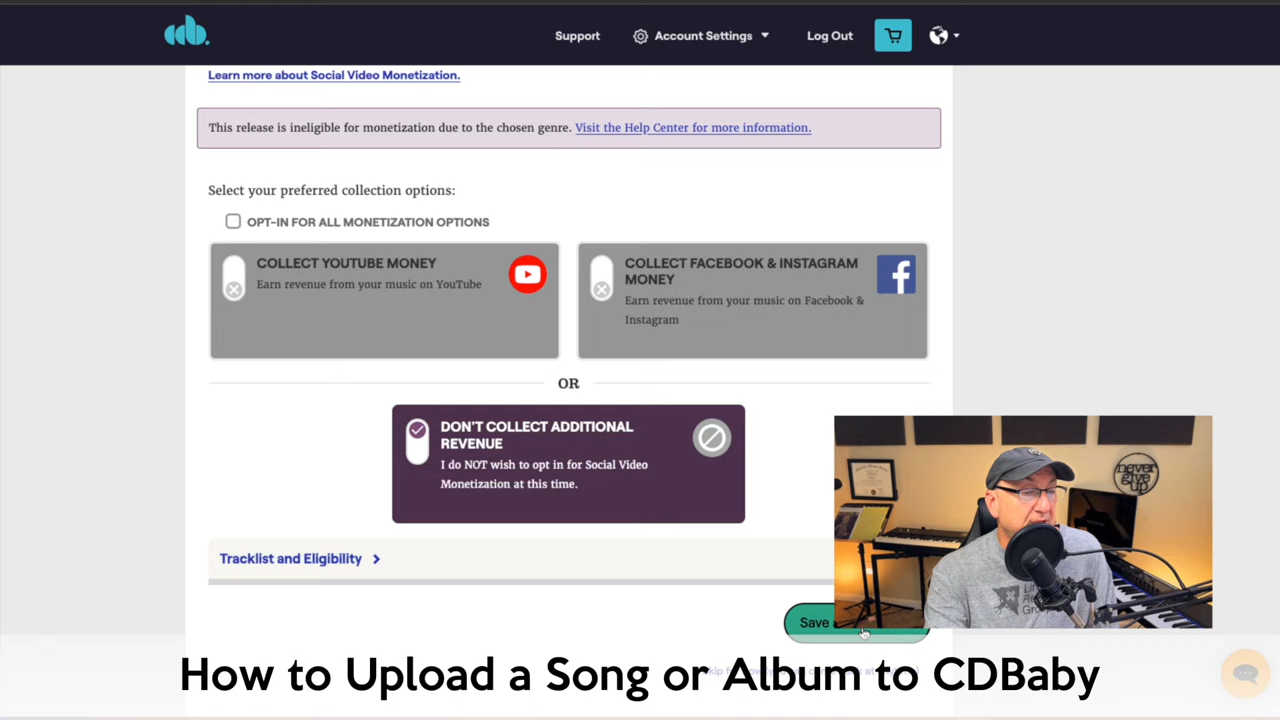 cdb.
Support
Account Settings
Log Out
Learn more about Social Video Monetization.
This release is ineligible for monetization due to the chosen genre. Visit the Help Center for more information.
Select your preferred collection options:
OPT-IN FOR ALL MONETIZATION OPTIONS
COLLECT YOUTUBE MONEY
Earn revenue from your music on YouTube
COLLECT FACEBOOK & INSTAGRAM
MONEY
Earn revenue from your music on Facebook &
Instagram
OR
DON'T COLLECT ADDITIONAL
REVENUE
I do NOT wish to opt in for Social Video
Monetization at this time.
Tracklist and Eligibility
never
give
up
Save
How to Upload a Song or Album to CDBaby